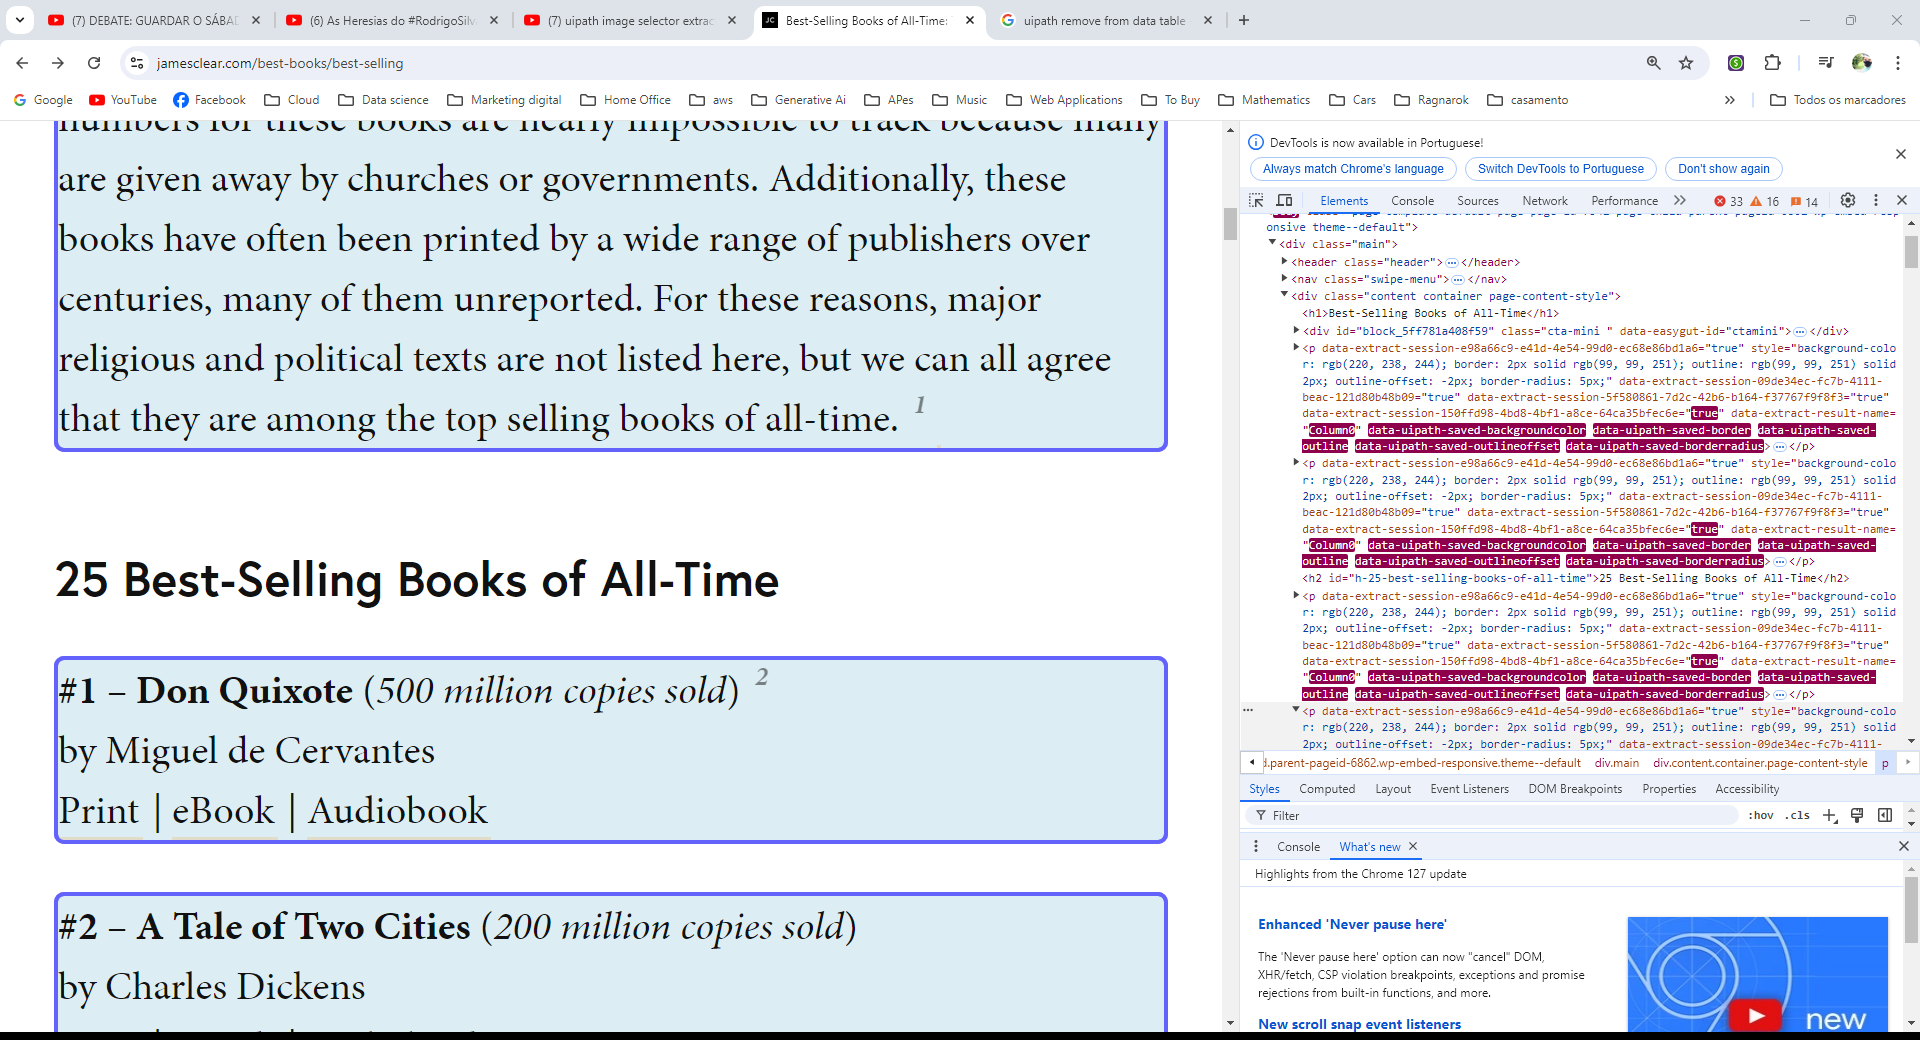 (7) DEBATE: GUARDAR O SÁBAD
(6) As Heresias do #RodrigoSilva
(7) uipath image selector extrac
Best-Selling Books of All-Time:
uipath remove from data table
jamesclear.com/best-books/best-selling
Google YouTube Facebook Cloud Data science Marketing digital Home Office aws Generative Ai APes Music Web Applications To Buy Mathematics Cars Ragnarok casamento » Todos os marcadores
numbers for these books are nearly impossible to track because many
are given away by churches or governments. Additionally, these
books have often been printed by a wide range of publishers over
centuries, many of them unreported. For these reasons, major
religious and political texts are not listed here, but we can all agree
that they are among the top selling books of all-time. 1
25 Best-Selling Books of All-Time
#1 – Don Quixote (500 million copies sold) 2
by Miguel de Cervantes
Print | eBook | Audiobook
#2 – A Tale of Two Cities (200 million copies sold)
by Charles Dickens
DevTools is now available in Portuguese!
Always match Chrome's language Switch DevTools to Portuguese Don't show again
Elements Console Sources Network Performance » 33 16 14
onsive theme--default">
<div class="main">
<header class="header">…</header>
<nav class="swipe-menu">…</nav>
<div class="content container page-content-style">
<h1>Best-Selling Books of All-Time</h1>
<div id="block_5ff781a408f59" class="cta-mini " data-easygut-id="ctamini">…</div>
<p data-extract-session-e98a66c9-e41d-4e54-99d0-ec68e86bd1a6="true" style="background-colo
r: rgb(220, 238, 244); border: 2px solid rgb(99, 99, 251); outline: rgb(99, 99, 251) solid
2px; outline-offset: -2px; border-radius: 5px;" data-extract-session-09de34ec-fc7b-4111-
beac-121d80b48b09="true" data-extract-session-5f580861-7d2c-42b6-b164-f37767f9f8f3="true"
data-extract-session-150ffd98-4bd8-4bf1-a8ce-64ca35bfec6e="true" data-extract-result-name=
"Column0" data-uipath-saved-backgroundcolor data-uipath-saved-border data-uipath-saved-
outline data-uipath-saved-outlineoffset data-uipath-saved-borderradius>…</p>
<p data-extract-session-e98a66c9-e41d-4e54-99d0-ec68e86bd1a6="true" style="background-colo
r: rgb(220, 238, 244); border: 2px solid rgb(99, 99, 251); outline: rgb(99, 99, 251) solid
2px; outline-offset: -2px; border-radius: 5px;" data-extract-session-09de34ec-fc7b-4111-
beac-121d80b48b09="true" data-extract-session-5f580861-7d2c-42b6-b164-f37767f9f8f3="true"
data-extract-session-150ffd98-4bd8-4bf1-a8ce-64ca35bfec6e="true" data-extract-result-name=
"Column0" data-uipath-saved-backgroundcolor data-uipath-saved-border data-uipath-saved-
outline data-uipath-saved-outlineoffset data-uipath-saved-borderradius>…</p>
<h2 id="h-25-best-selling-books-of-all-time">25 Best-Selling Books of All-Time</h2>
<p data-extract-session-e98a66c9-e41d-4e54-99d0-ec68e86bd1a6="true" style="background-colo
r: rgb(220, 238, 244); border: 2px solid rgb(99, 99, 251); outline: rgb(99, 99, 251) solid
2px; outline-offset: -2px; border-radius: 5px;" data-extract-session-09de34ec-fc7b-4111-
beac-121d80b48b09="true" data-extract-session-5f580861-7d2c-42b6-b164-f37767f9f8f3="true"
data-extract-session-150ffd98-4bd8-4bf1-a8ce-64ca35bfec6e="true" data-extract-result-name=
"Column0" data-uipath-saved-backgroundcolor data-uipath-saved-border data-uipath-saved-
outline data-uipath-saved-outlineoffset data-uipath-saved-borderradius>…</p>
<p data-extract-session-e98a66c9-e41d-4e54-99d0-ec68e86bd1a6="true" style="background-colo
r: rgb(220, 238, 244); border: 2px solid rgb(99, 99, 251); outline: rgb(99, 99, 251) solid
2px; outline-offset: -2px; border-radius: 5px;" data-extract-session-09de34ec-fc7b-4111-
d.parent-pageid-6862.wp-embed-responsive.theme--default div.main div.content.container.page-content-style p
Styles Computed Layout Event Listeners DOM Breakpoints Properties Accessibility
Filter :hov .cls
Console What's new
Highlights from the Chrome 127 update
Enhanced 'Never pause here'
The 'Never pause here' option can now "cancel" DOM,
XHR/fetch, CSP violation breakpoints, exceptions and promise
rejections from built-in functions, and more.
New scroll snap event listeners
new